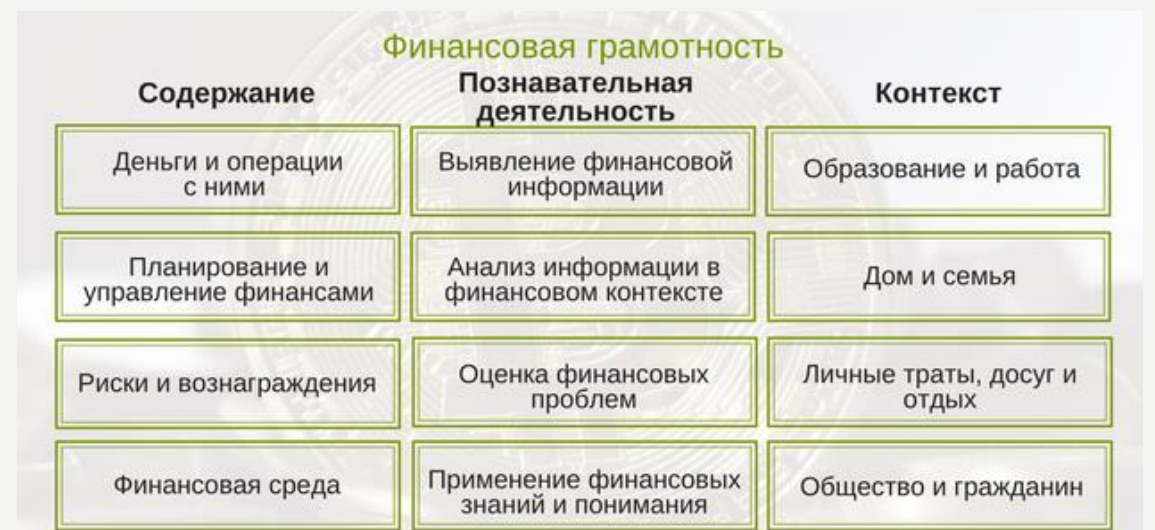 Финансовая грамотность
Содержание
Познавательная
деятельность
Контекст
Деньги и операции
с ними
Выявление финансовой
информации
Образование и работа
Планирование и
управление финансами
Анализ информации в
финансовом контексте
Дом и семья
Риски и вознаграждения
Оценка финансовых
проблем
Личные траты, досуг и
отдых
Финансовая среда
Применение финансовых
знаний и понимания
Общество и гражданин